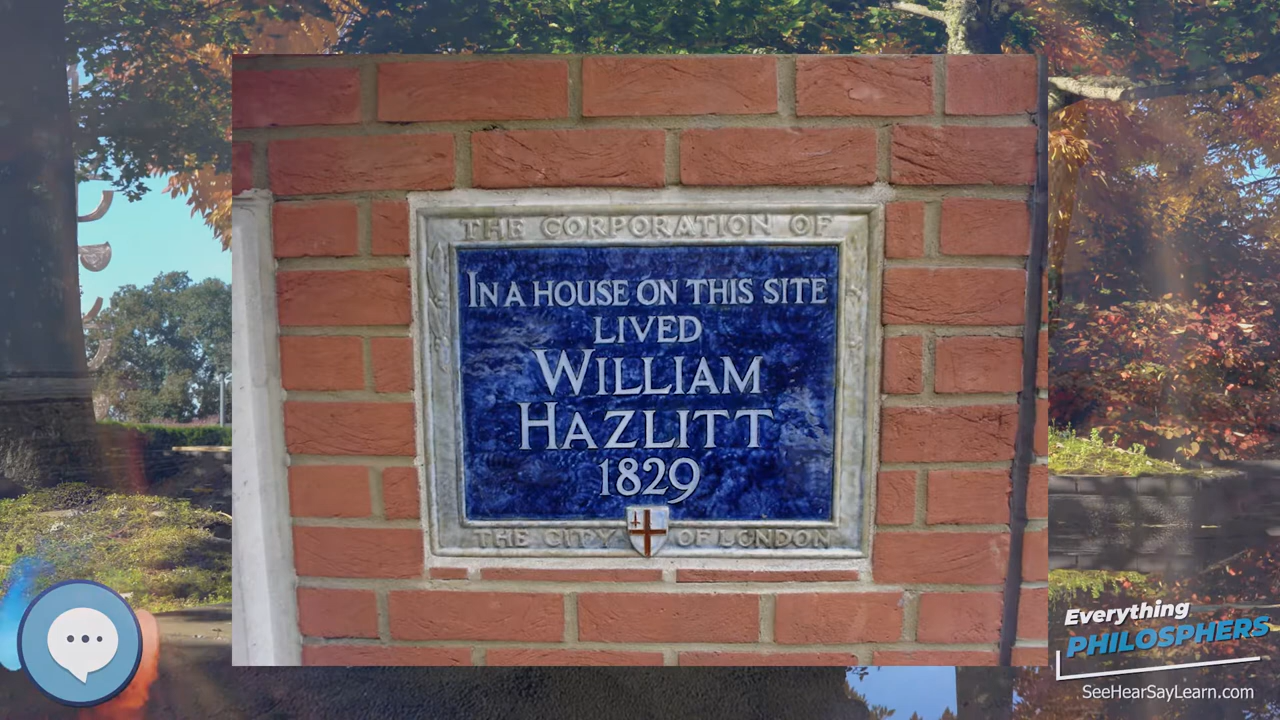 THE CORPORATION OF
IN A HOUSE ON THIS SITE
LIVED
WILLIAM
HAZLITT
1829
THE CITY OF LONDON
Everything
PHILOSPHERS
SeeHearSayLearn.com